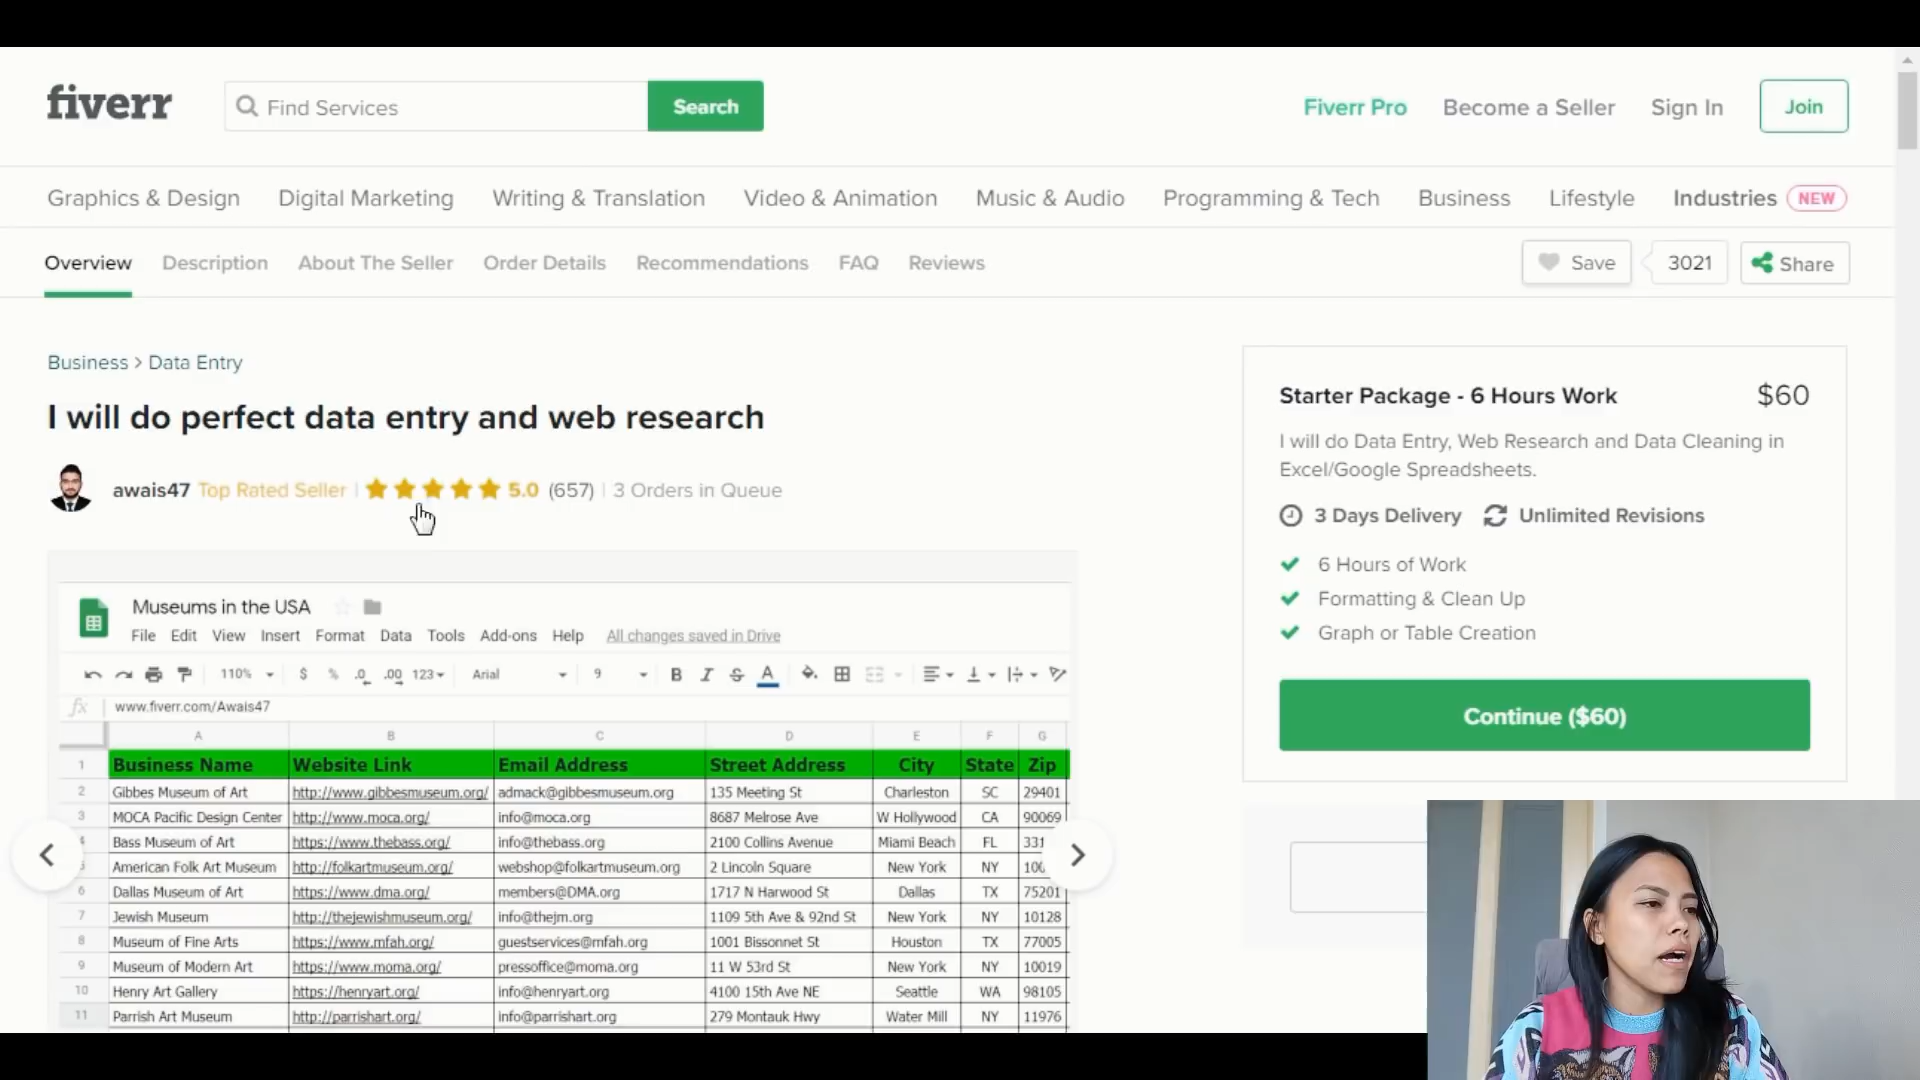 fiverr
Find Services
Search
Fiverr Pro
Become a Seller
Sign In
Join
Graphics & Design
Digital Marketing
Writing & Translation
Video & Animation
Music & Audio
Programming & Tech
Business
Lifestyle
Industries NEW
Overview
Description
About The Seller
Order Details
Recommendations
FAQ
Reviews
Save
3021
Share
Business > Data Entry
I will do perfect data entry and web research
awais47 Top Rated Seller | 5.0 (657) | 3 Orders in Queue
Starter Package - 6 Hours Work $60
I will do Data Entry, Web Research and Data Cleaning in
Excel/Google Spreadsheets.
3 Days Delivery Unlimited Revisions
6 Hours of Work
Formatting & Clean Up
Graph or Table Creation
Continue ($60)
Museums in the USA
File Edit View Insert Format Data Tools Add-ons Help All changes saved in Drive
110% $ % .0 .00 123 Arial 9 B I S A
fx www.fiverr.com/Awais47
A B C D E F G
1 Business Name Website Link Email Address Street Address City State Zip
2 Gibbes Museum of Art http://www.gibbesmuseum.org/ admack@gibbesmuseum.org 135 Meeting St Charleston SC 29401
3 MOCA Pacific Design Center http://www.moca.org/ info@moca.org 8687 Melrose Ave W Hollywood CA 90069
Bass Museum of Art https://www.thebass.org/ info@thebass.org 2100 Collins Avenue Miami Beach FL 331
American Folk Art Museum http://folkartmuseum.org/ webshop@folkartmuseum.org 2 Lincoln Square New York NY
6 Dallas Museum of Art https://www.dma.org/ members@DMA.org 1717 N Harwood St Dallas TX 75201
7 Jewish Museum http://thejewishmuseum.org/ info@thejm.org 1109 5th Ave & 92nd St New York NY 10128
8 Museum of Fine Arts https://www.mfah.org/ guestservices@mfah.org 1001 Bissonnet St Houston TX 77005
9 Museum of Modern Art https://www.moma.org/ pressoffice@moma.org 11 W 53rd St New York NY 10019
10 Henry Art Gallery https://henryart.org/ info@henryart.org 4100 15th Ave NE Seattle WA 98105
11 Parrish Art Museum http://parrishart.org/ info@parrishart.org 279 Montauk Hwy Water Mill NY 11976